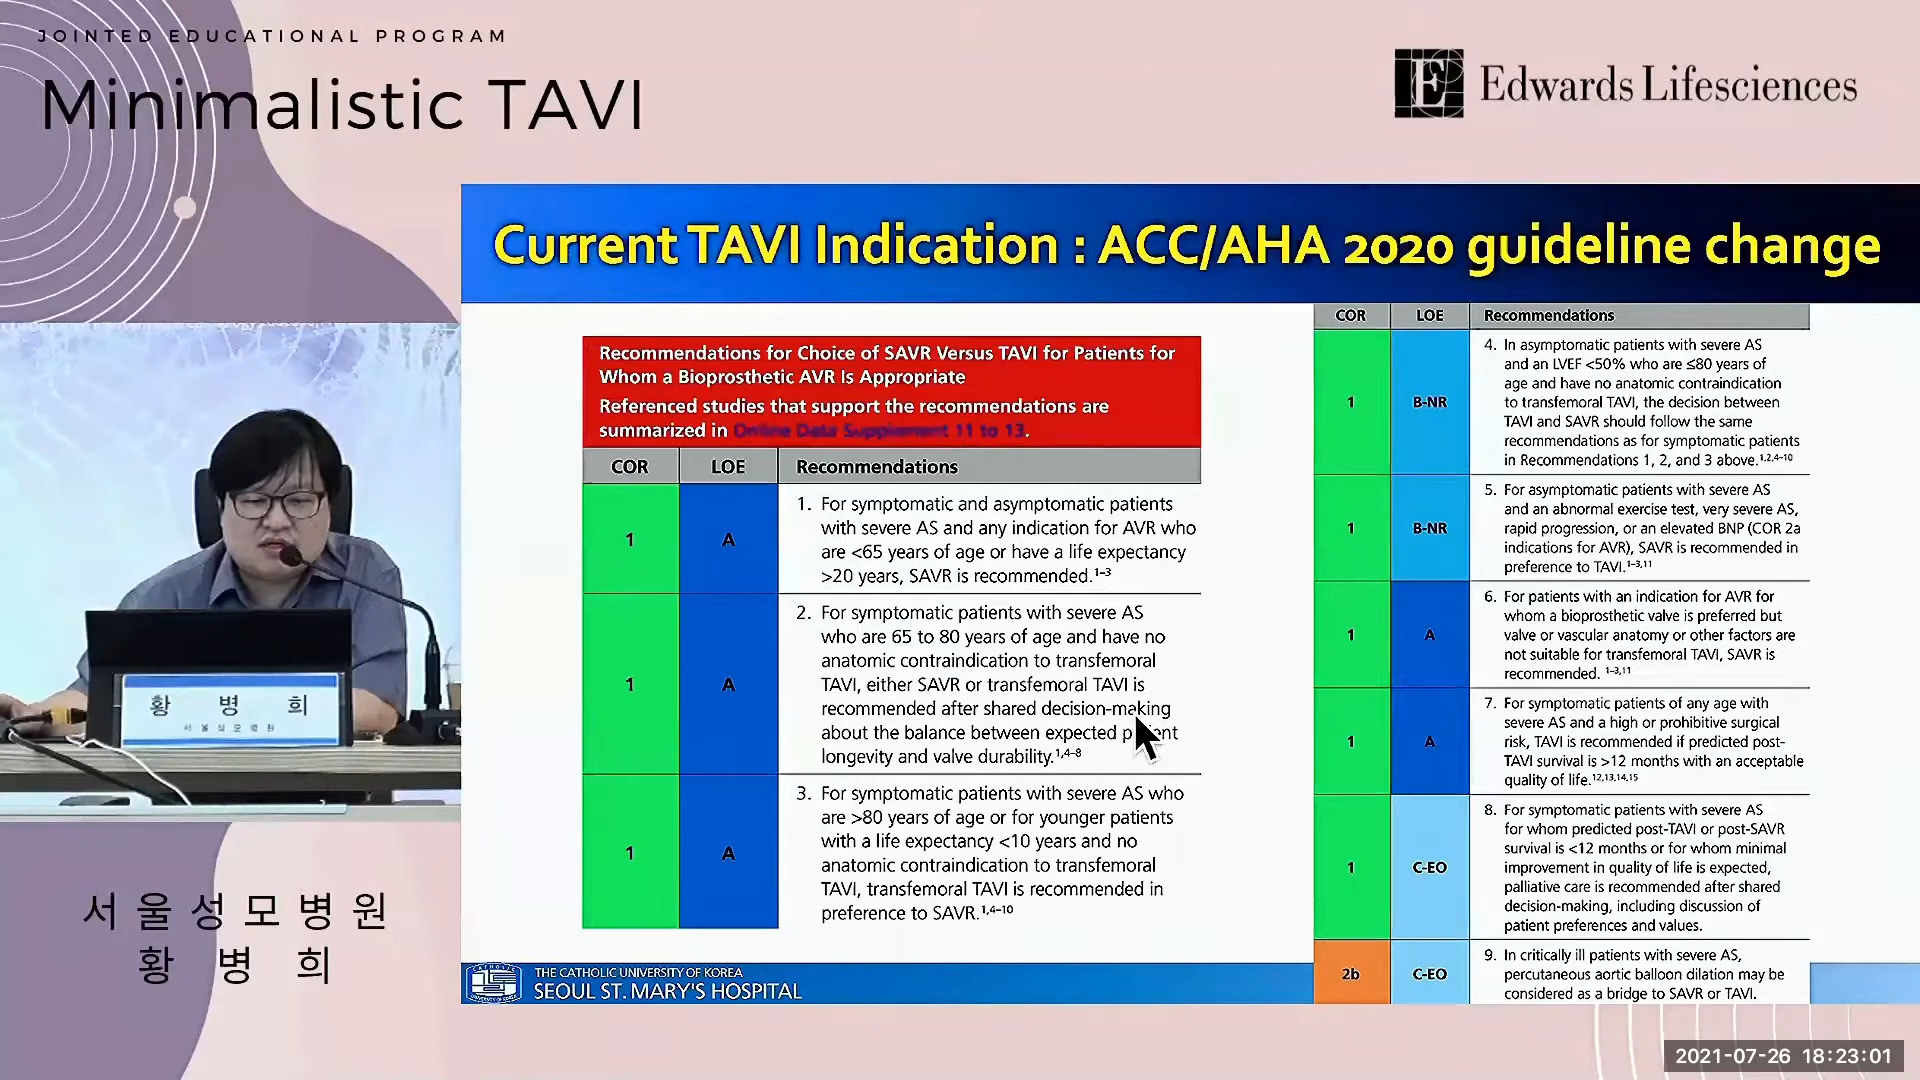 JOINTED EDUCATIONAL PROGRAM
Minimalistic TAVI
Edwards Lifesciences
Current TAVI Indication : ACC/AHA 2020 guideline change
Recommendations for Choice of SAVR Versus TAVI for Patients for
Whom a Bioprosthetic AVR Is Appropriate
Referenced studies that support the recommendations are
summarized in Online Data Supplement 11 to 13.
COR LOE Recommendations
1 A 1. For symptomatic and asymptomatic patients
with severe AS and any indication for AVR who
are <65 years of age or have a life expectancy
>20 years, SAVR is recommended.1–3
1 A 2. For symptomatic patients with severe AS
who are 65 to 80 years of age and have no
anatomic contraindication to transfemoral
TAVI, either SAVR or transfemoral TAVI is
recommended after shared decision-making
about the balance between expected
longevity and valve durability.1,4–8
1 A 3. For symptomatic patients with severe AS who
are >80 years of age or for younger patients
with a life expectancy <10 years and no
anatomic contraindication to transfemoral
TAVI, transfemoral TAVI is recommended in
preference to SAVR.1,4–10
COR LOE Recommendations
1 B-NR 4. In asymptomatic patients with severe AS
and an LVEF <50% who are ≤80 years of
age and have no anatomic contraindication
to transfemoral TAVI, the decision between
TAVI and SAVR should follow the same
recommendations as for symptomatic patients
in Recommendations 1, 2, and 3 above.1,2,4–10
1 B-NR 5. For asymptomatic patients with severe AS
and an abnormal exercise test, very severe AS,
rapid progression, or an elevated BNP (COR 2a
indications for AVR), SAVR is recommended in
preference to TAVI.1–3,11
1 A 6. For patients with an indication for AVR for
whom a bioprosthetic valve is preferred but
valve or vascular anatomy or other factors are
not suitable for transfemoral TAVI, SAVR is
recommended. 1–3,11
1 A 7. For symptomatic patients of any age with
severe AS and a high or prohibitive surgical
risk, TAVI is recommended if predicted post-
TAVI survival is >12 months with an acceptable
quality of life.12,13,14,15
1 C-EO 8. For symptomatic patients with severe AS
for whom predicted post-TAVI or post-SAVR
survival is <12 months or for whom minimal
improvement in quality of life is expected,
palliative care is recommended after shared
decision-making, including discussion of
patient preferences and values.
2b C-EO 9. In critically ill patients with severe AS,
percutaneous aortic balloon dilation may be
considered as a bridge to SAVR or TAVI.
THE CATHOLIC UNIVERSITY OF KOREA
SEOUL ST. MARY'S HOSPITAL
황 병 희
서울성모병원
서울성모병원
황 병 희
2021-07-26 18:23:01